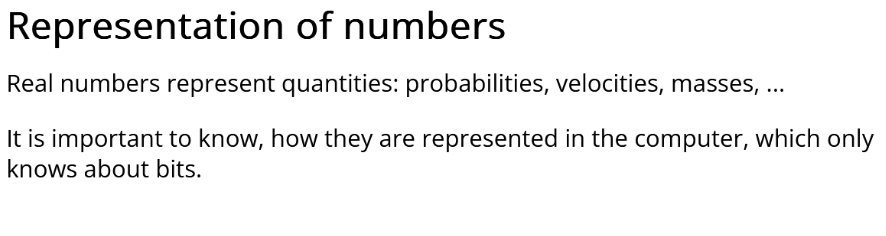 Representation of numbers
Real numbers represent quantities: probabilities, velocities, masses, ...
It is important to know, how they are represented in the computer, which only
knows about bits.